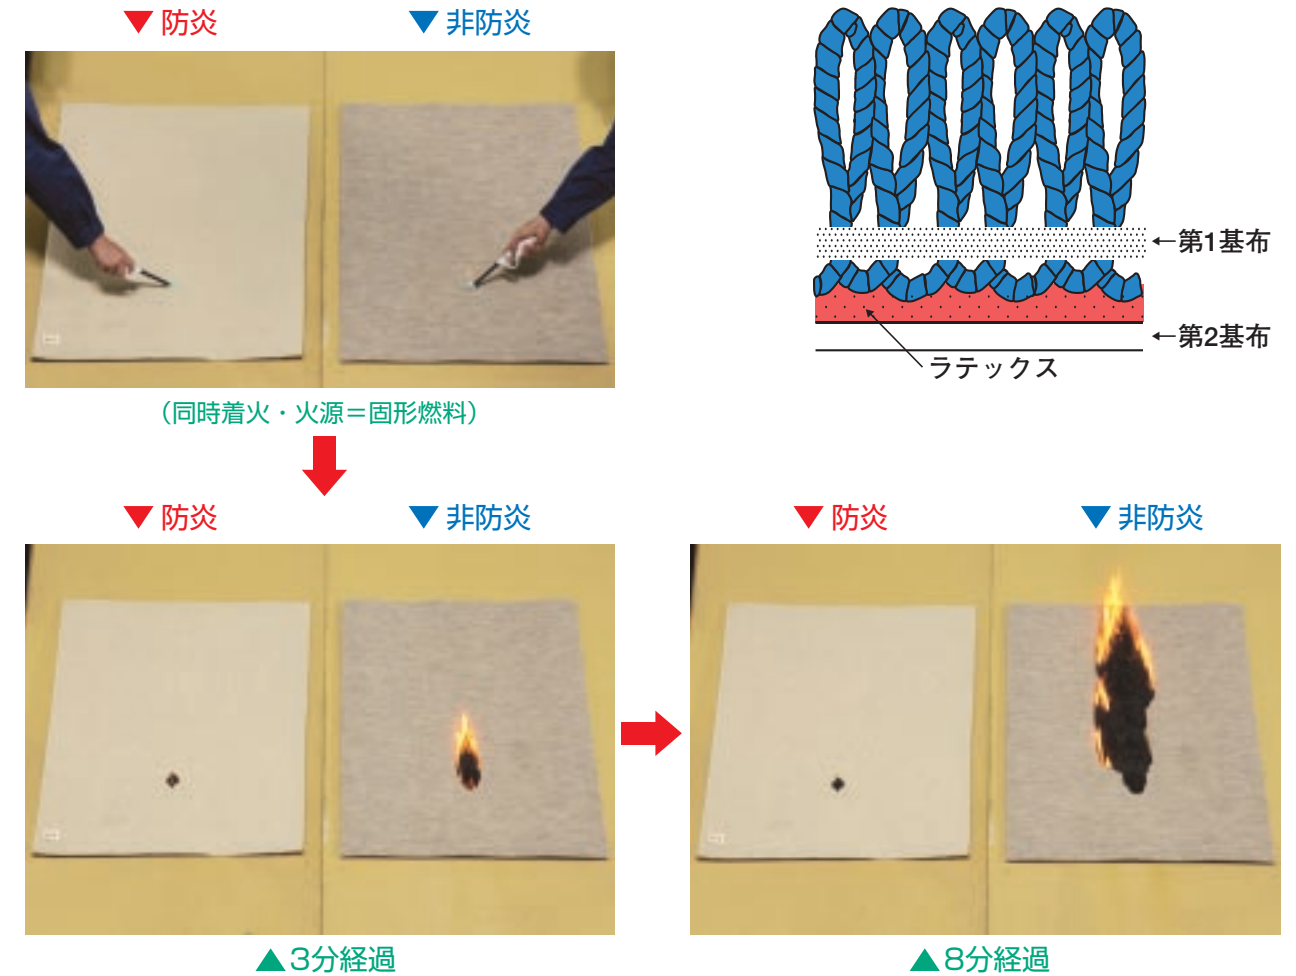 ▼防炎
▼非防炎
（同時着火・火源＝固形燃料）
第1基布
第2基布
ラテックス
▼防炎
▼非防炎
▲3分経過
▼防炎
▼非防炎
▲8分経過